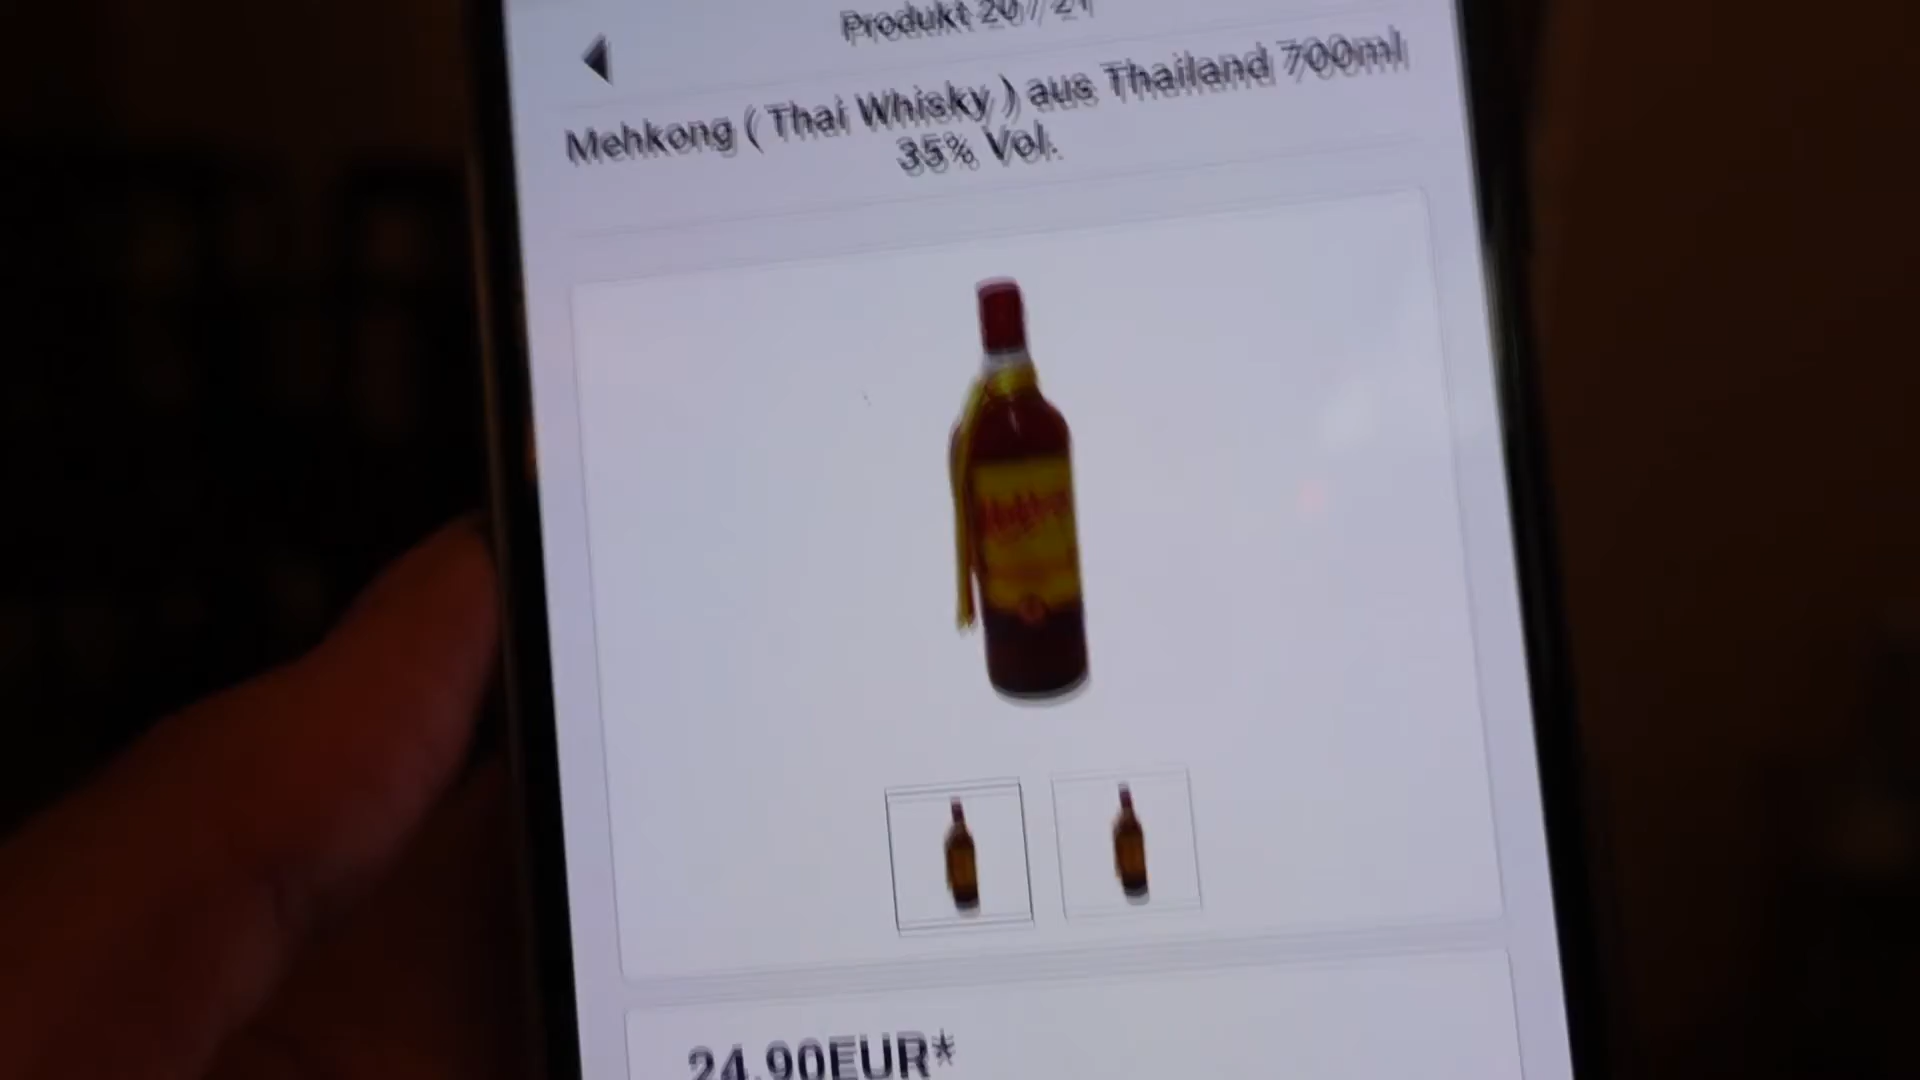 Produkt 20 / 21
Mehkong ( Thai Whisky ) aus Thailand 700ml
35% Vol.
24,90EUR*